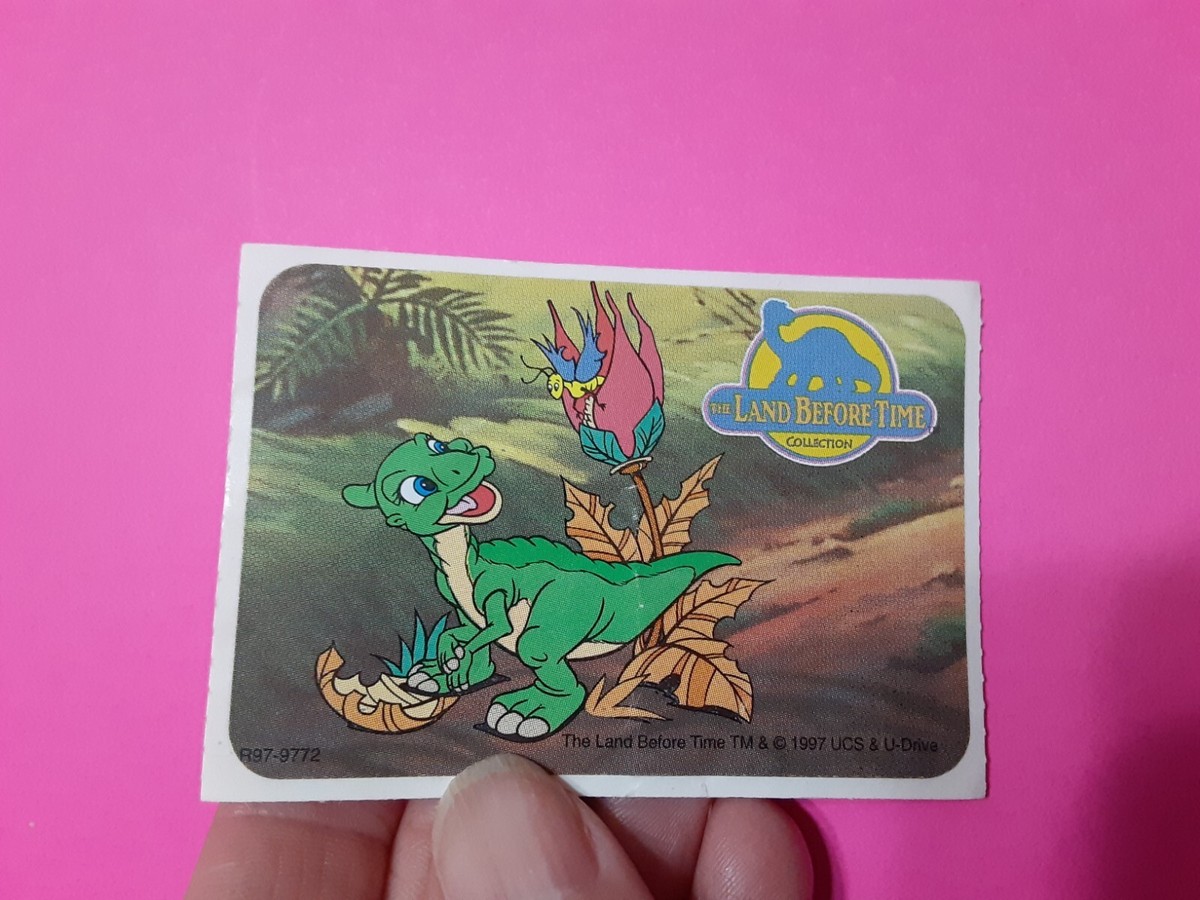 THE LAND BEFORE TIME
COLLECTION
The Land Before Time TM & © 1997 UCS & U-Drive
R97-9772